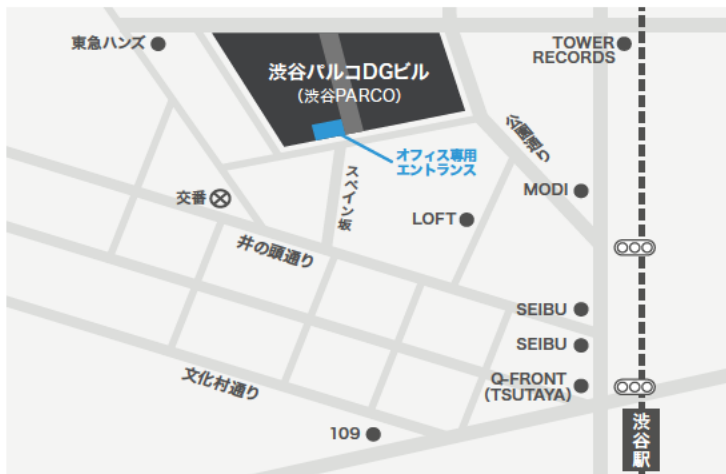 東急ハンズ
渋谷パルコDGビル
(渋谷PARCO)
TOWER
RECORDS
オフィス専用
エントランス
公園通り
スペイン坂
交番
MODI
LOFT
井の頭通り
SEIBU
SEIBU
文化村通り
Q-FRONT
(TSUTAYA)
109
渋谷駅